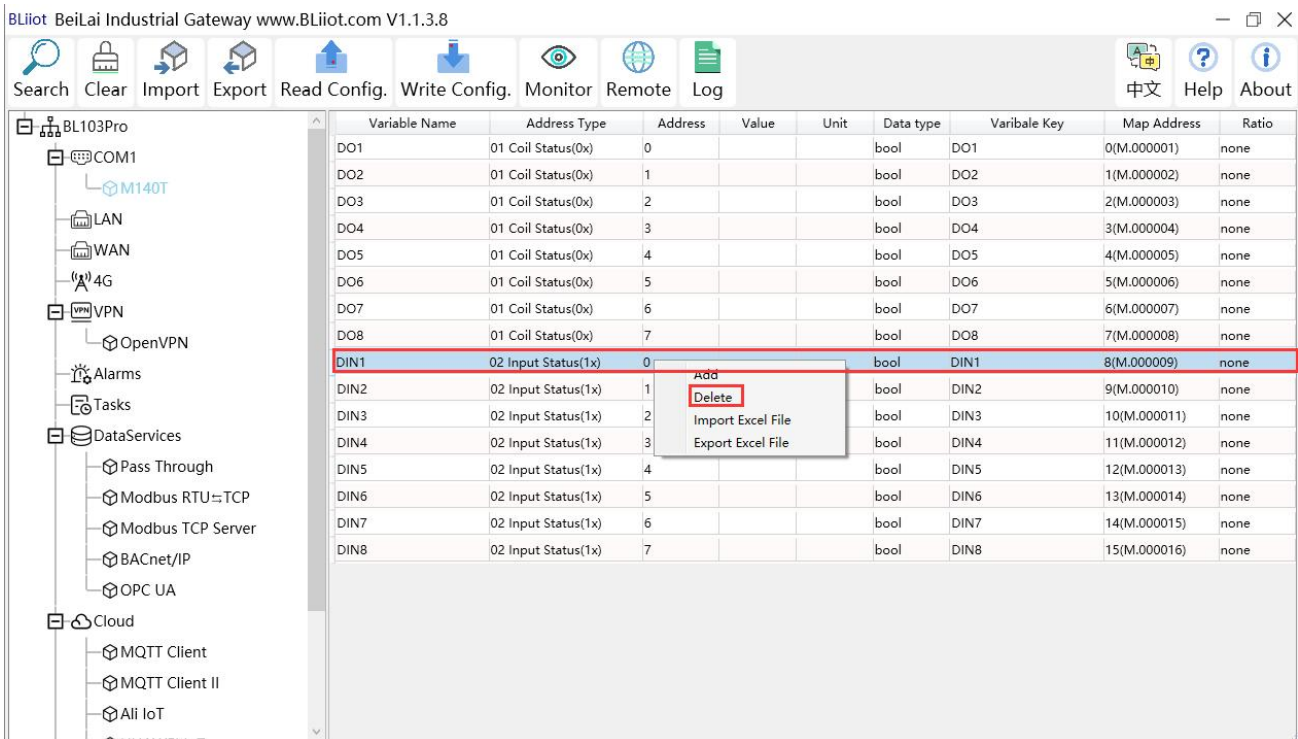 BLiiot BeiLai Industrial Gateway www.BLiiot.com V1.1.3.8
Search Clear Import Export Read Config. Write Config. Monitor Remote Log 中文 Help About
BL103Pro
COM1
M140T
LAN
WAN
4G
VPN VPN
OpenVPN
Alarms
Tasks
DataServices
Pass Through
Modbus RTU⇆TCP
Modbus TCP Server
BACnet/IP
OPC UA
Cloud
MQTT Client
MQTT Client II
Ali IoT
Variable Name Address Type Address Value Unit Data type Varibale Key Map Address Ratio
DO1 01 Coil Status(0x) 0 bool DO1 0(M.000001) none
DO2 01 Coil Status(0x) 1 bool DO2 1(M.000002) none
DO3 01 Coil Status(0x) 2 bool DO3 2(M.000003) none
DO4 01 Coil Status(0x) 3 bool DO4 3(M.000004) none
DO5 01 Coil Status(0x) 4 bool DO5 4(M.000005) none
DO6 01 Coil Status(0x) 5 bool DO6 5(M.000006) none
DO7 01 Coil Status(0x) 6 bool DO7 6(M.000007) none
DO8 01 Coil Status(0x) 7 bool DO8 7(M.000008) none
DIN1 02 Input Status(1x) 0 bool DIN1 8(M.000009) none
DIN2 02 Input Status(1x) 1 bool DIN2 9(M.000010) none
DIN3 02 Input Status(1x) 2 bool DIN3 10(M.000011) none
DIN4 02 Input Status(1x) 3 bool DIN4 11(M.000012) none
DIN5 02 Input Status(1x) 4 bool DIN5 12(M.000013) none
DIN6 02 Input Status(1x) 5 bool DIN6 13(M.000014) none
DIN7 02 Input Status(1x) 6 bool DIN7 14(M.000015) none
DIN8 02 Input Status(1x) 7 bool DIN8 15(M.000016) none
Add
Delete
Import Excel File
Export Excel File